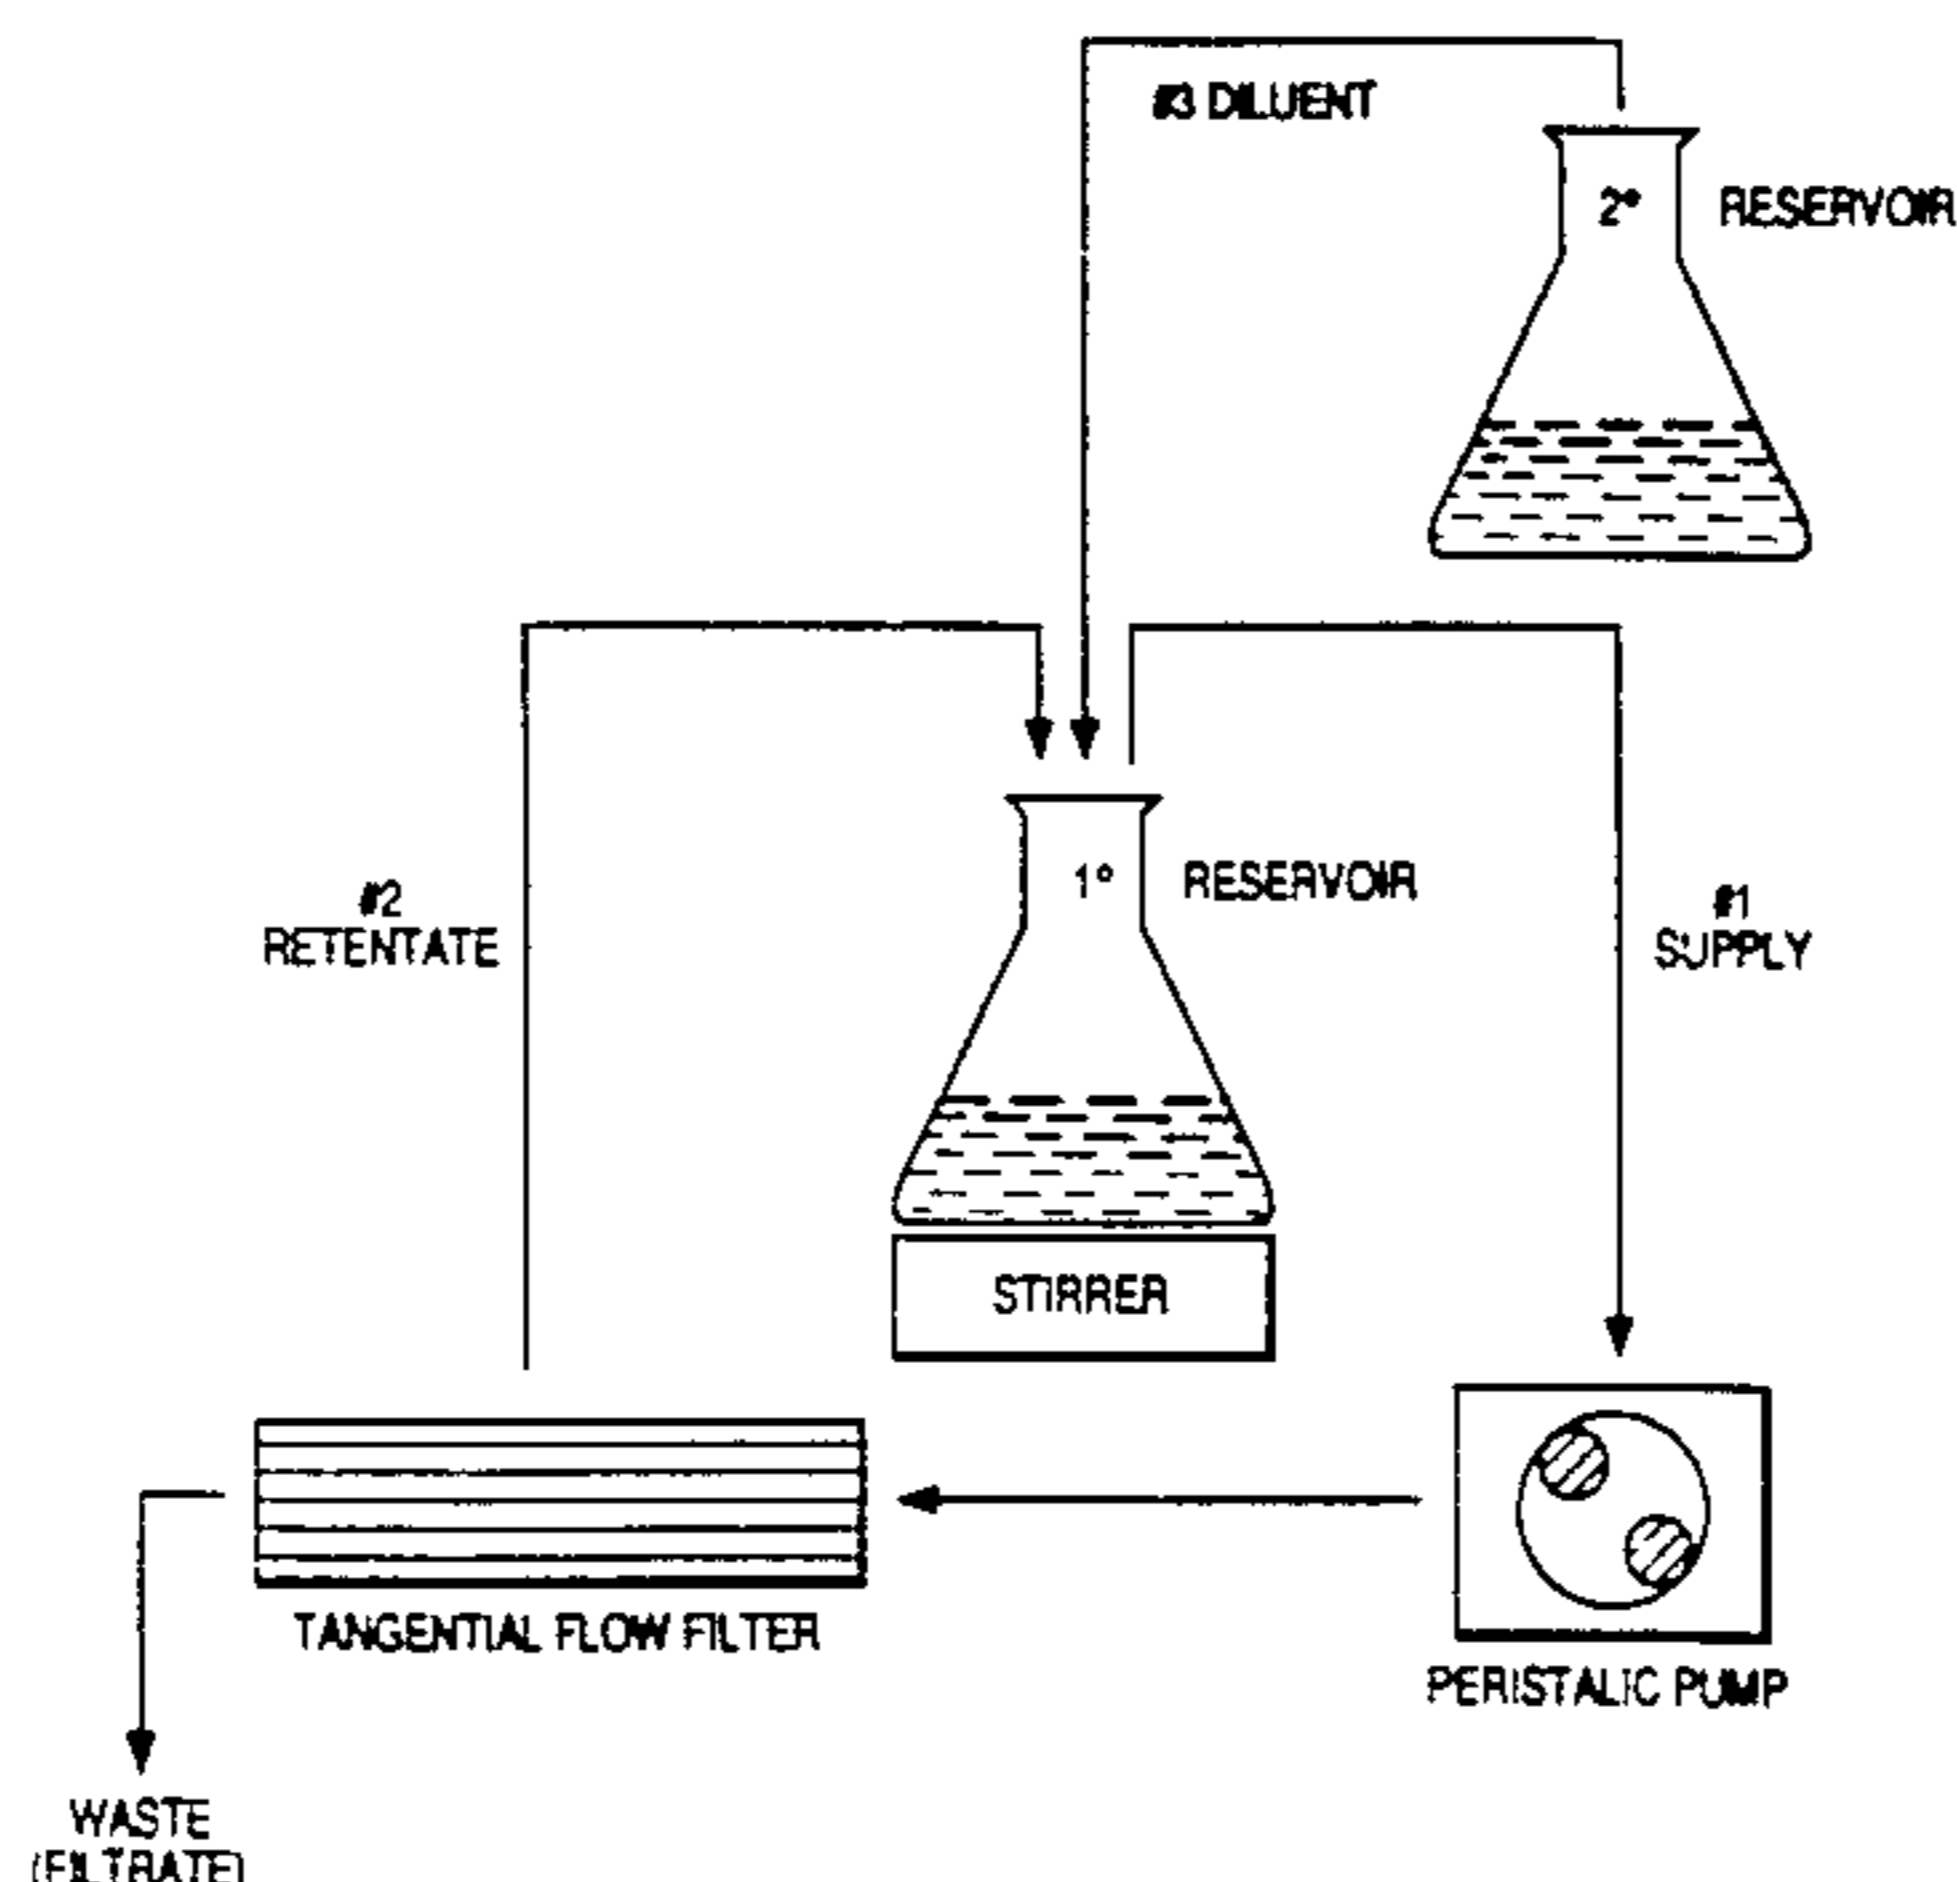 #3 DILUENT
2° RESERVOIR
1° RESERVOIR
#2
RETENTATE
#1
SUPPLY
STIRRER
TANGENTIAL FLOW FILTER
PERISTALIC PUMP
WASTE
(FILTRATE)